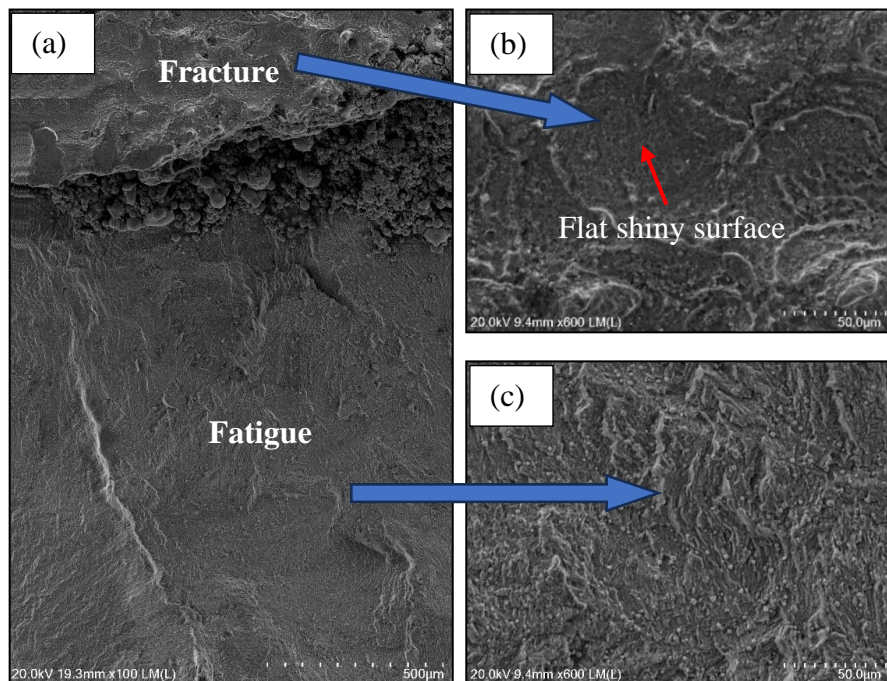 (a)
Fracture
Fatigue
20.0kV 19.3mm x100 LM(L)
500µm
(b)
Flat shiny surface
20.0kV 9.4mm x600 LM(L)
50.0µm
(c)
20.0kV 9.4mm x600 LM(L)
50.0µm